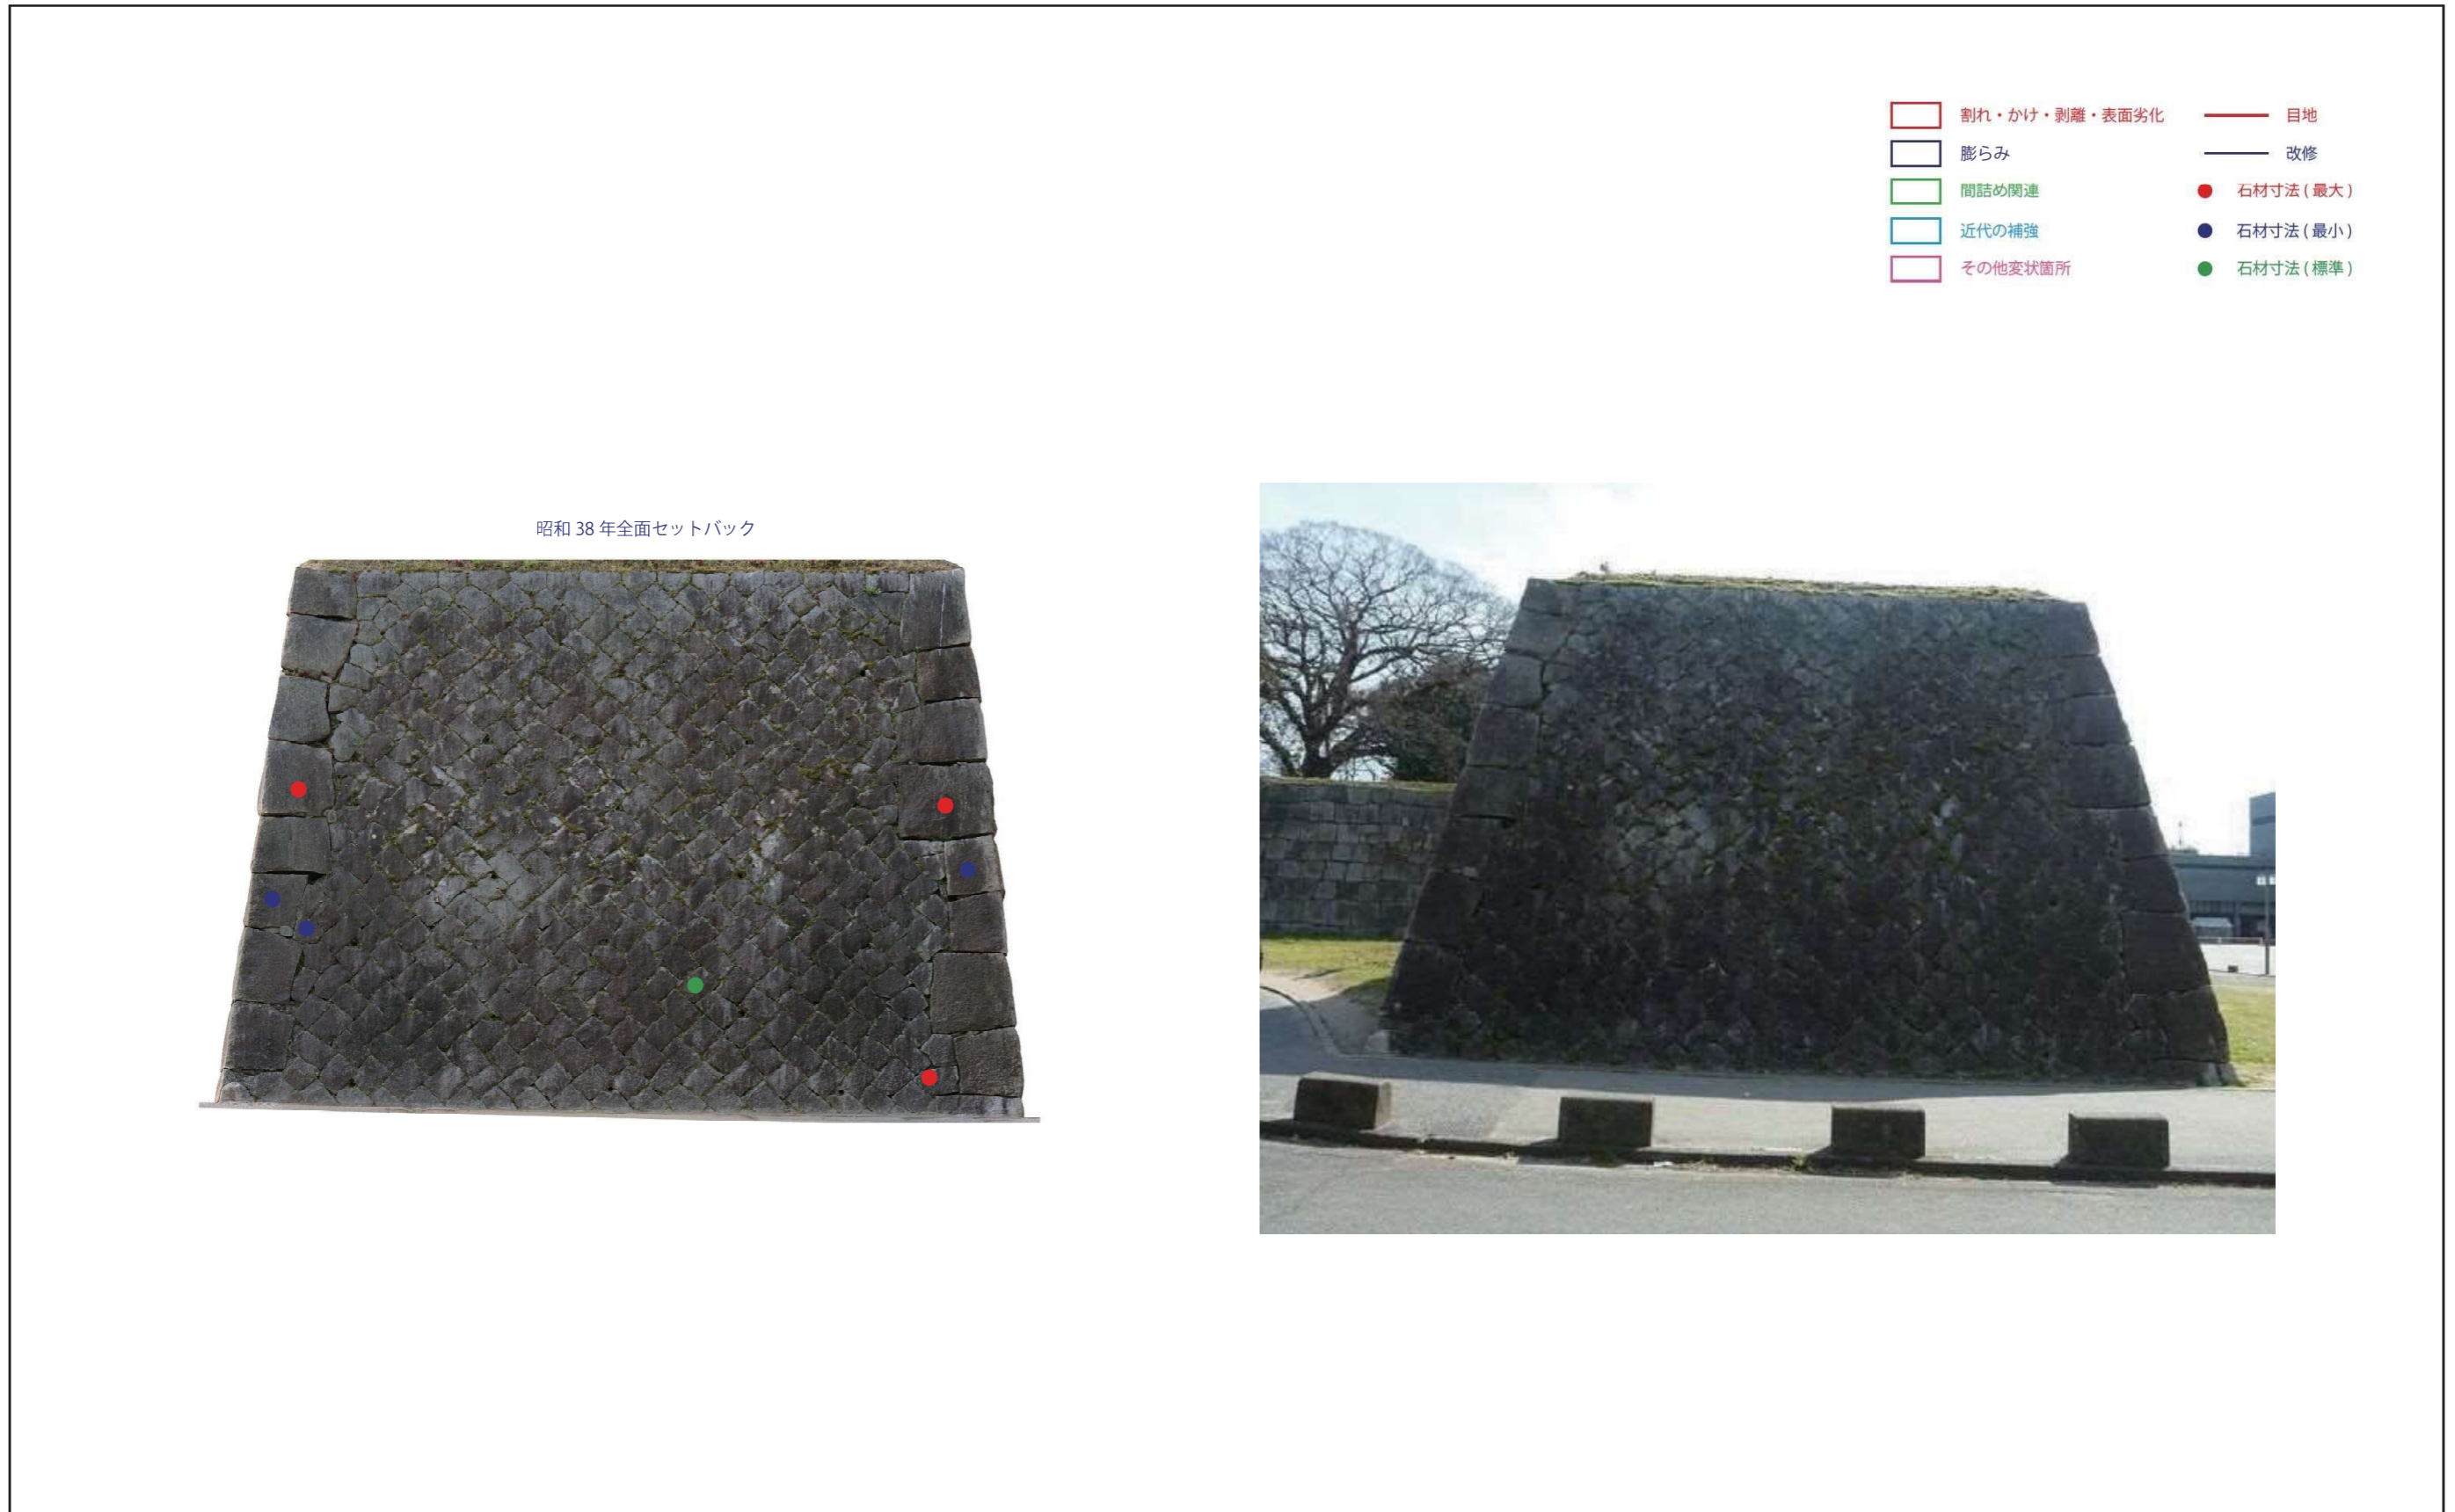 割れ・かけ・剥離・表面劣化
目地
膨らみ
改修
間詰め関連
石材寸法 ( 最大 )
近代の補強
石材寸法 ( 最小 )
その他変状箇所
石材寸法 ( 標準 )
昭和 38 年全面セットバック